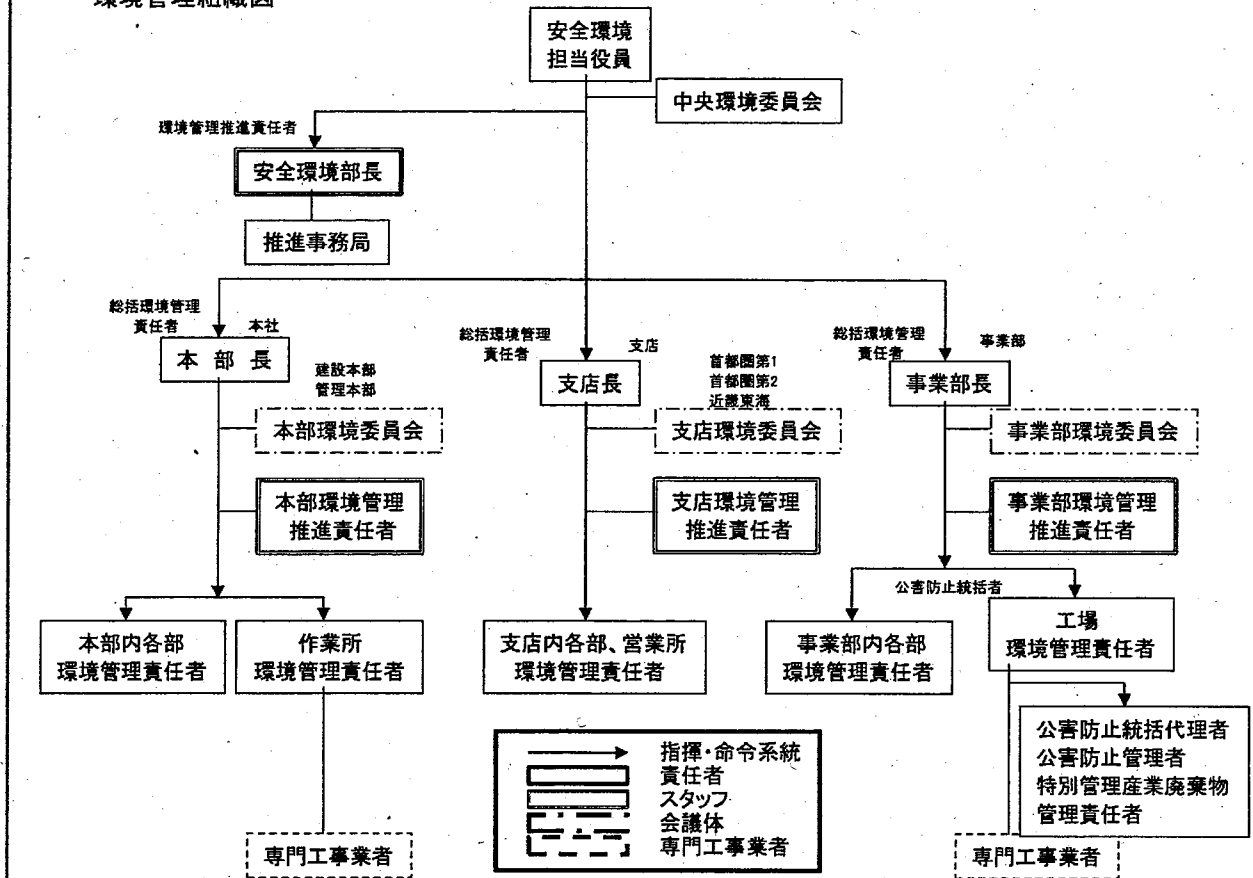 環境管理組織図
安全環境
担当役員
中央環境委員会
環境管理推進責任者
安全環境部長
推進事務局
総括環境管理
責任者
本社
本部長
建設本部
管理本部
本部環境委員会
本部環境管理
推進責任者
本部内各部
環境管理責任者
作業所
環境管理責任者
専門工事業者
総括環境管理
責任者
支店
支店長
首都圏第1
首都圏第2
近畿東海
支店環境委員会
支店環境管理
推進責任者
支店内各部、営業所
環境管理責任者
総括環境管理
責任者
事業部
事業部長
事業部環境委員会
事業部環境管理
推進責任者
公害防止統括者
事業部内各部
環境管理責任者
工場
環境管理責任者
公害防止統括代理者
公害防止管理者
特別管理産業廃棄物
管理責任者
専門工事業者
指揮・命令系統
責任者
スタッフ
会議体
専門工事業者